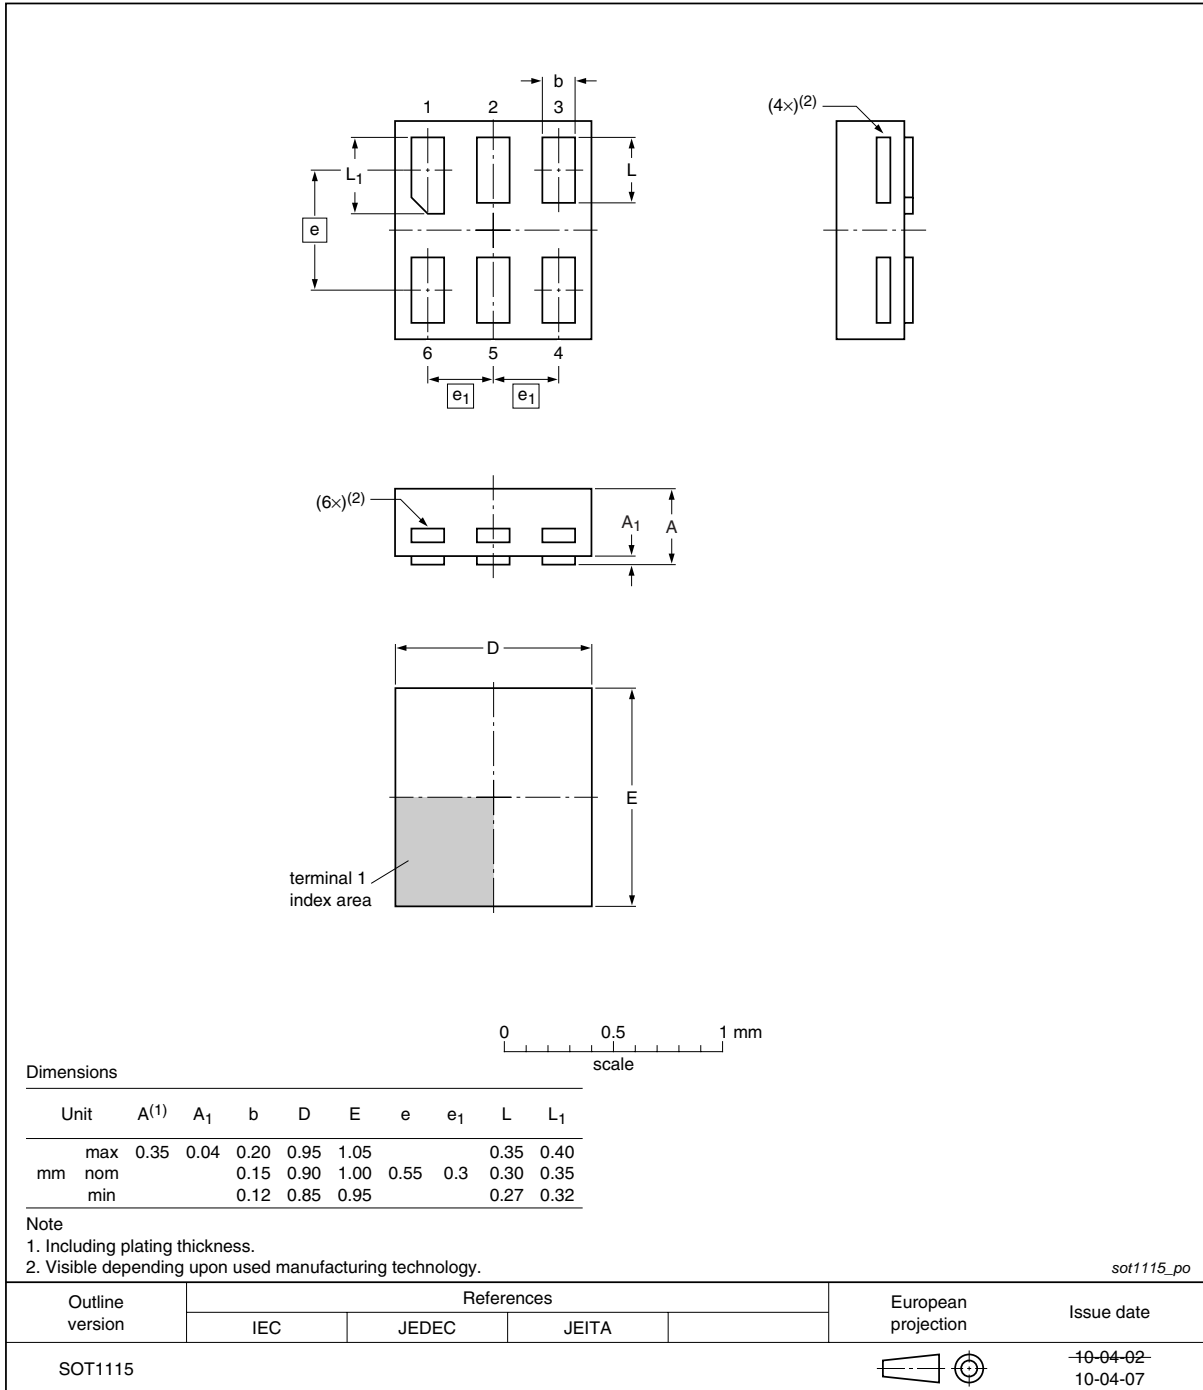 b
1 2 3
(4×)(2)
L1
L
e
6 5 4
e1 e1
(6×)(2)
A1 A
D
E
terminal 1
index area
0 0.5 1 mm
scale
Dimensions
Unit A(1) A1 b D E e e1 L L1
max 0.35 0.04 0.20 0.95 1.05 0.35 0.40
mm nom 0.15 0.90 1.00 0.55 0.3 0.30 0.35
min 0.12 0.85 0.95 0.27 0.32
Note
1. Including plating thickness.
2. Visible depending upon used manufacturing technology.
sot1115_po
Outline version References European projection Issue date
IEC JEDEC JEITA
SOT1115 10-04-02
10-04-07